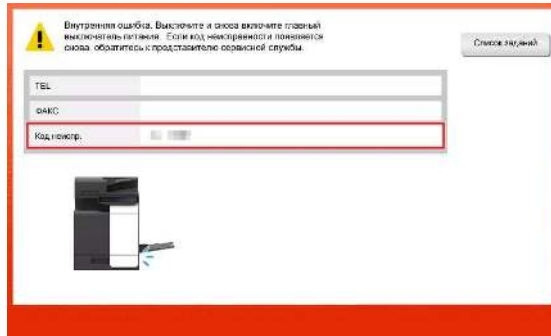 Внутренняя ошибка. Выключите и снова включите главный
выключатель питания. Если код неисправности появляется
снова, обратитесь к представителю сервисной службы.
Список заданий
TEL
ФАКС
Код неиспр.